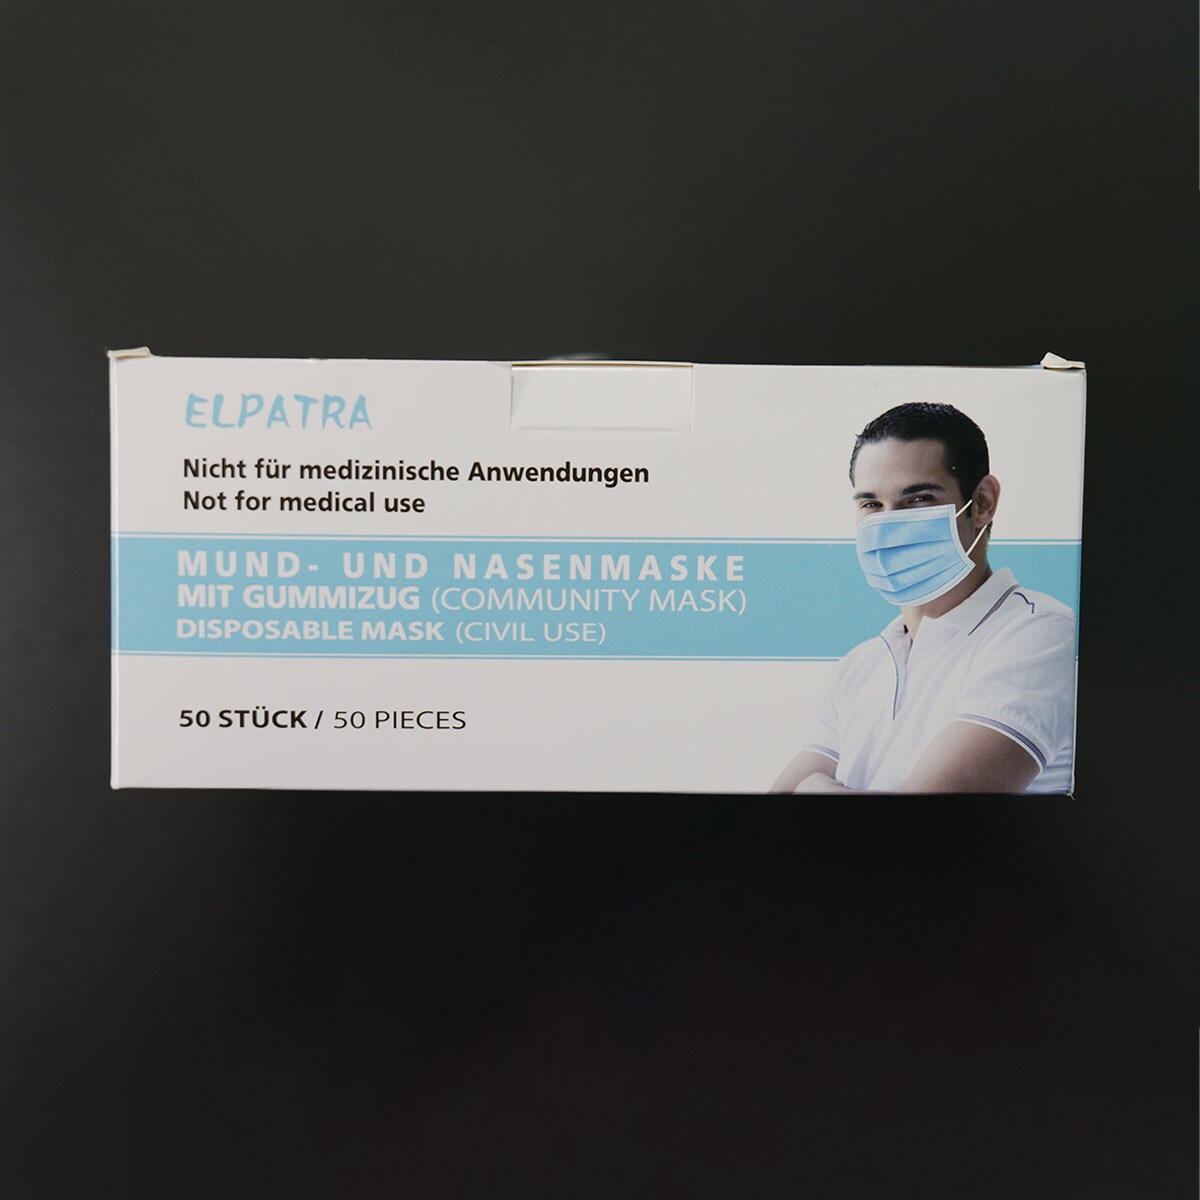 ELPATRA
Nicht für medizinische Anwendungen
Not for medical use
MUND- UND NASENMASKE
MIT GUMMIZUG (COMMUNITY MASK)
DISPOSABLE MASK (CIVIL USE)
50 STÜCK / 50 PIECES